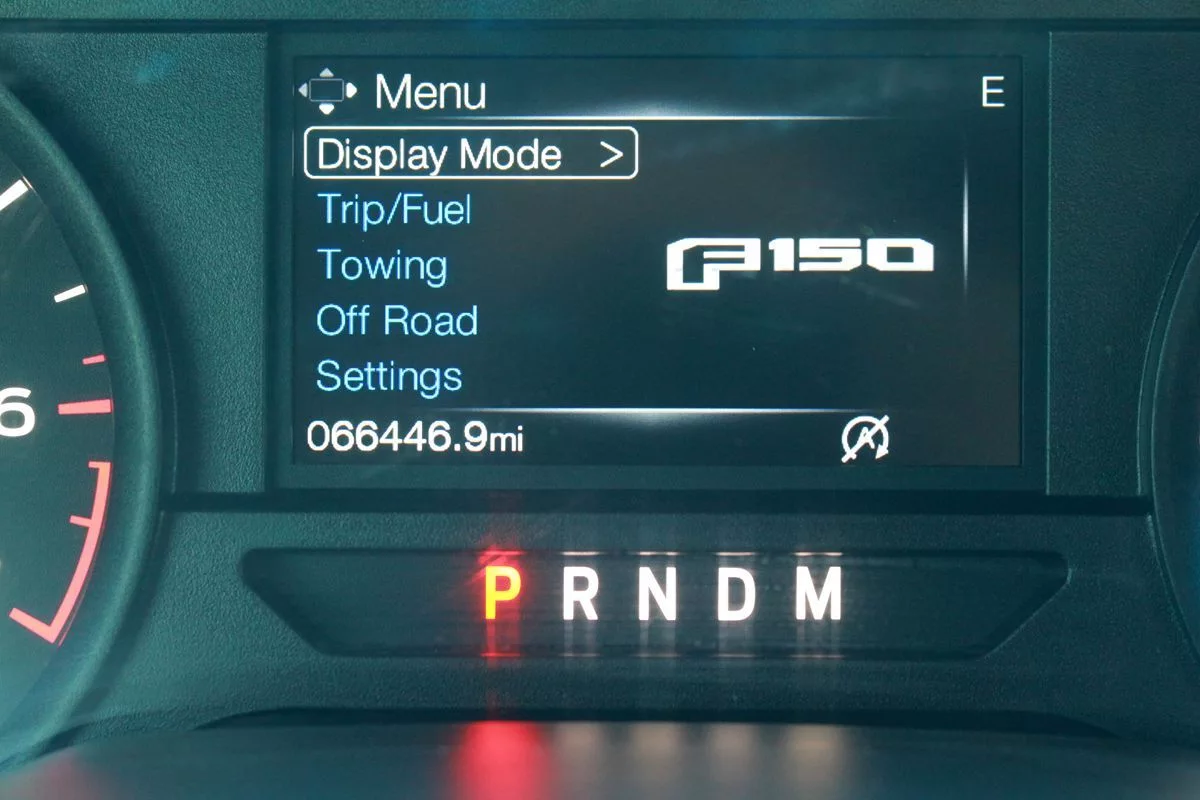 Menu E
Display Mode >
Trip/Fuel
Towing
F150
Off Road
Settings
6
066446.9mi
A
P R N D M